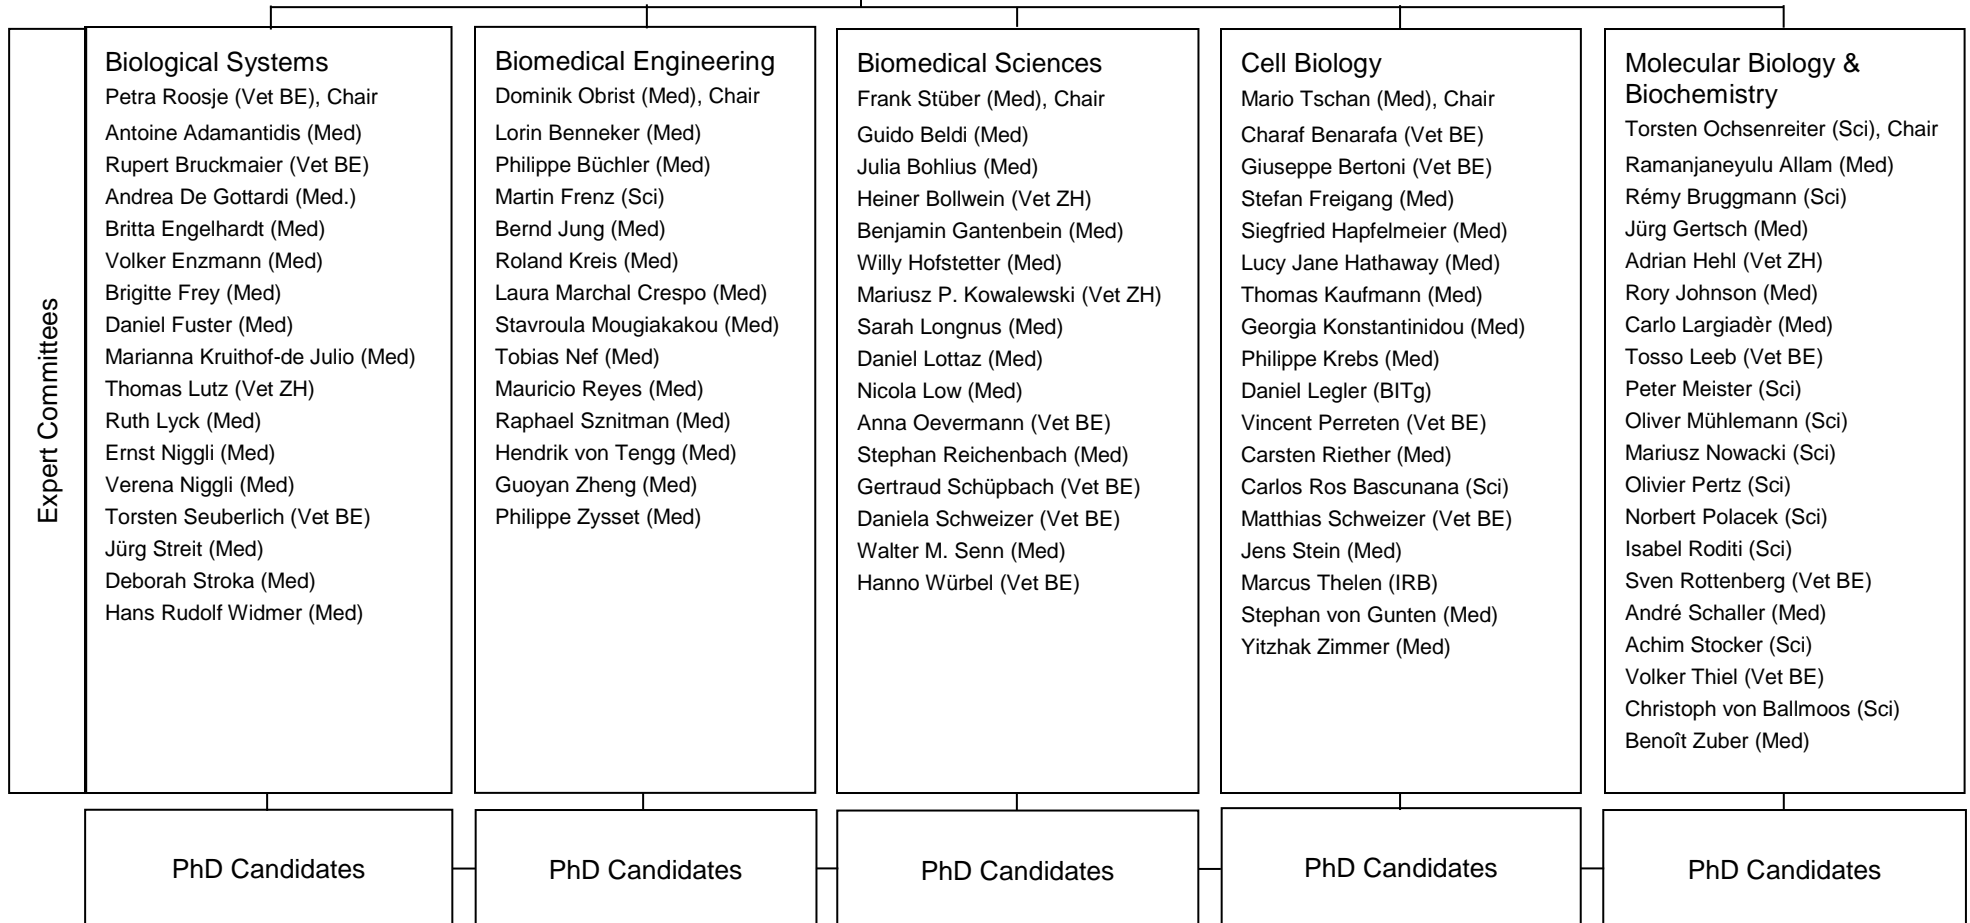 Expert Committees
Biological Systems
Petra Roosje (Vet BE), Chair
Antoine Adamantidis (Med)
Rupert Bruckmaier (Vet BE)
Andrea De Gottardi (Med.)
Britta Engelhardt (Med)
Volker Enzmann (Med)
Brigitte Frey (Med)
Daniel Fuster (Med)
Marianna Kruithof-de Julio (Med)
Thomas Lutz (Vet ZH)
Ruth Lyck (Med)
Ernst Niggli (Med)
Verena Niggli (Med)
Torsten Seuberlich (Vet BE)
Jürg Streit (Med)
Deborah Stroka (Med)
Hans Rudolf Widmer (Med)
Biomedical Engineering
Dominik Obrist (Med), Chair
Lorin Benneker (Med)
Philippe Büchler (Med)
Martin Frenz (Sci)
Bernd Jung (Med)
Roland Kreis (Med)
Laura Marchal Crespo (Med)
Stavroula Mougiakakou (Med)
Tobias Nef (Med)
Mauricio Reyes (Med)
Raphael Sznitman (Med)
Hendrik von Tengg (Med)
Guoyan Zheng (Med)
Philippe Zysset (Med)
Biomedical Sciences
Frank Stüber (Med), Chair
Guido Beldi (Med)
Julia Bohlius (Med)
Heiner Bollwein (Vet ZH)
Benjamin Gantenbein (Med)
Willy Hofstetter (Med)
Mariusz P. Kowalewski (Vet ZH)
Sarah Longnus (Med)
Daniel Lottaz (Med)
Nicola Low (Med)
Anna Oevermann (Vet BE)
Stephan Reichenbach (Med)
Gertraud Schüpbach (Vet BE)
Daniela Schweizer (Vet BE)
Walter M. Senn (Med)
Hanno Würbel (Vet BE)
Cell Biology
Mario Tschan (Med), Chair
Charaf Benarafa (Vet BE)
Giuseppe Bertoni (Vet BE)
Stefan Freigang (Med)
Siegfried Hapfelmeier (Med)
Lucy Jane Hathaway (Med)
Thomas Kaufmann (Med)
Georgia Konstantinidou (Med)
Philippe Krebs (Med)
Daniel Legler (BITg)
Vincent Perreten (Vet BE)
Carsten Riether (Med)
Carlos Ros Bascunana (Sci)
Matthias Schweizer (Vet BE)
Jens Stein (Med)
Marcus Thelen (IRB)
Stephan von Gunten (Med)
Yitzhak Zimmer (Med)
Molecular Biology &
Biochemistry
Torsten Ochsenreiter (Sci), Chair
Ramanjaneyulu Allam (Med)
Rémy Bruggmann (Sci)
Jürg Gertsch (Med)
Adrian Hehl (Vet ZH)
Rory Johnson (Med)
Carlo Largiadèr (Med)
Tosso Leeb (Vet BE)
Peter Meister (Sci)
Oliver Mühlemann (Sci)
Mariusz Nowacki (Sci)
Olivier Pertz (Sci)
Norbert Polacek (Sci)
Isabel Roditi (Sci)
Sven Rottenberg (Vet BE)
André Schaller (Med)
Achim Stocker (Sci)
Volker Thiel (Vet BE)
Christoph von Ballmoos (Sci)
Benoît Zuber (Med)
PhD Candidates
PhD Candidates
PhD Candidates
PhD Candidates
PhD Candidates